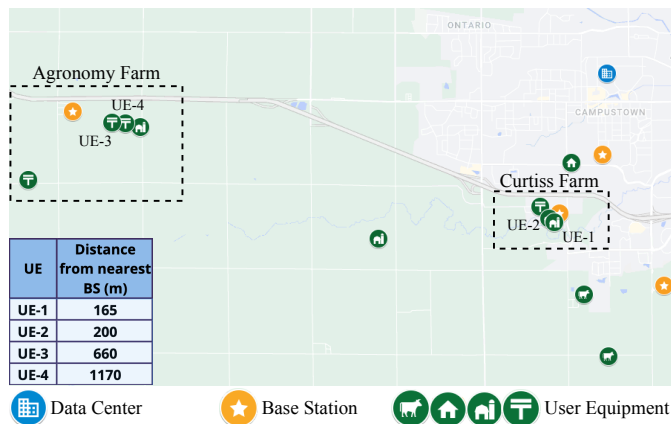 ONTARIO
Agronomy Farm
UE-4
UE-3
CAMPUSTOWN
Curtiss Farm
UE-2
UE-1
UE Distance from nearest BS (m)
UE-1 165
UE-2 200
UE-3 660
UE-4 1170
Data Center Base Station User Equipment